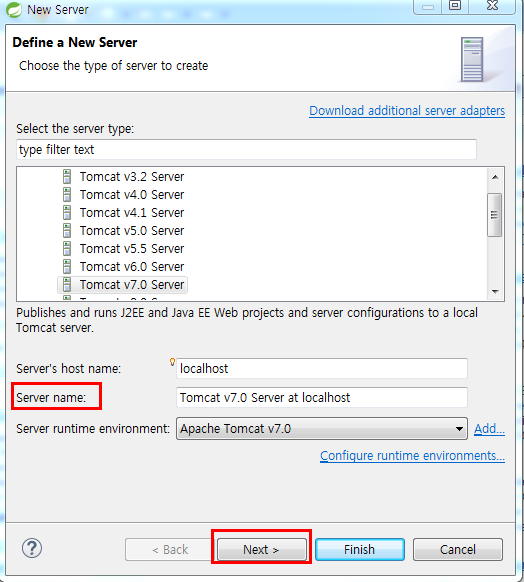 New Server
Define a New Server
Choose the type of server to create
Download additional server adapters
Select the server type:
type filter text
Tomcat v3.2 Server
Tomcat v4.0 Server
Tomcat v4.1 Server
Tomcat v5.0 Server
Tomcat v5.5 Server
Tomcat v6.0 Server
Tomcat v7.0 Server
Publishes and runs J2EE and Java EE Web projects and server configurations to a local
Tomcat server.
Server's host name: localhost
Server name: Tomcat v7.0 Server at localhost
Server runtime environment: Apache Tomcat v7.0 Add...
Configure runtime environments...
? < Back Next > Finish Cancel